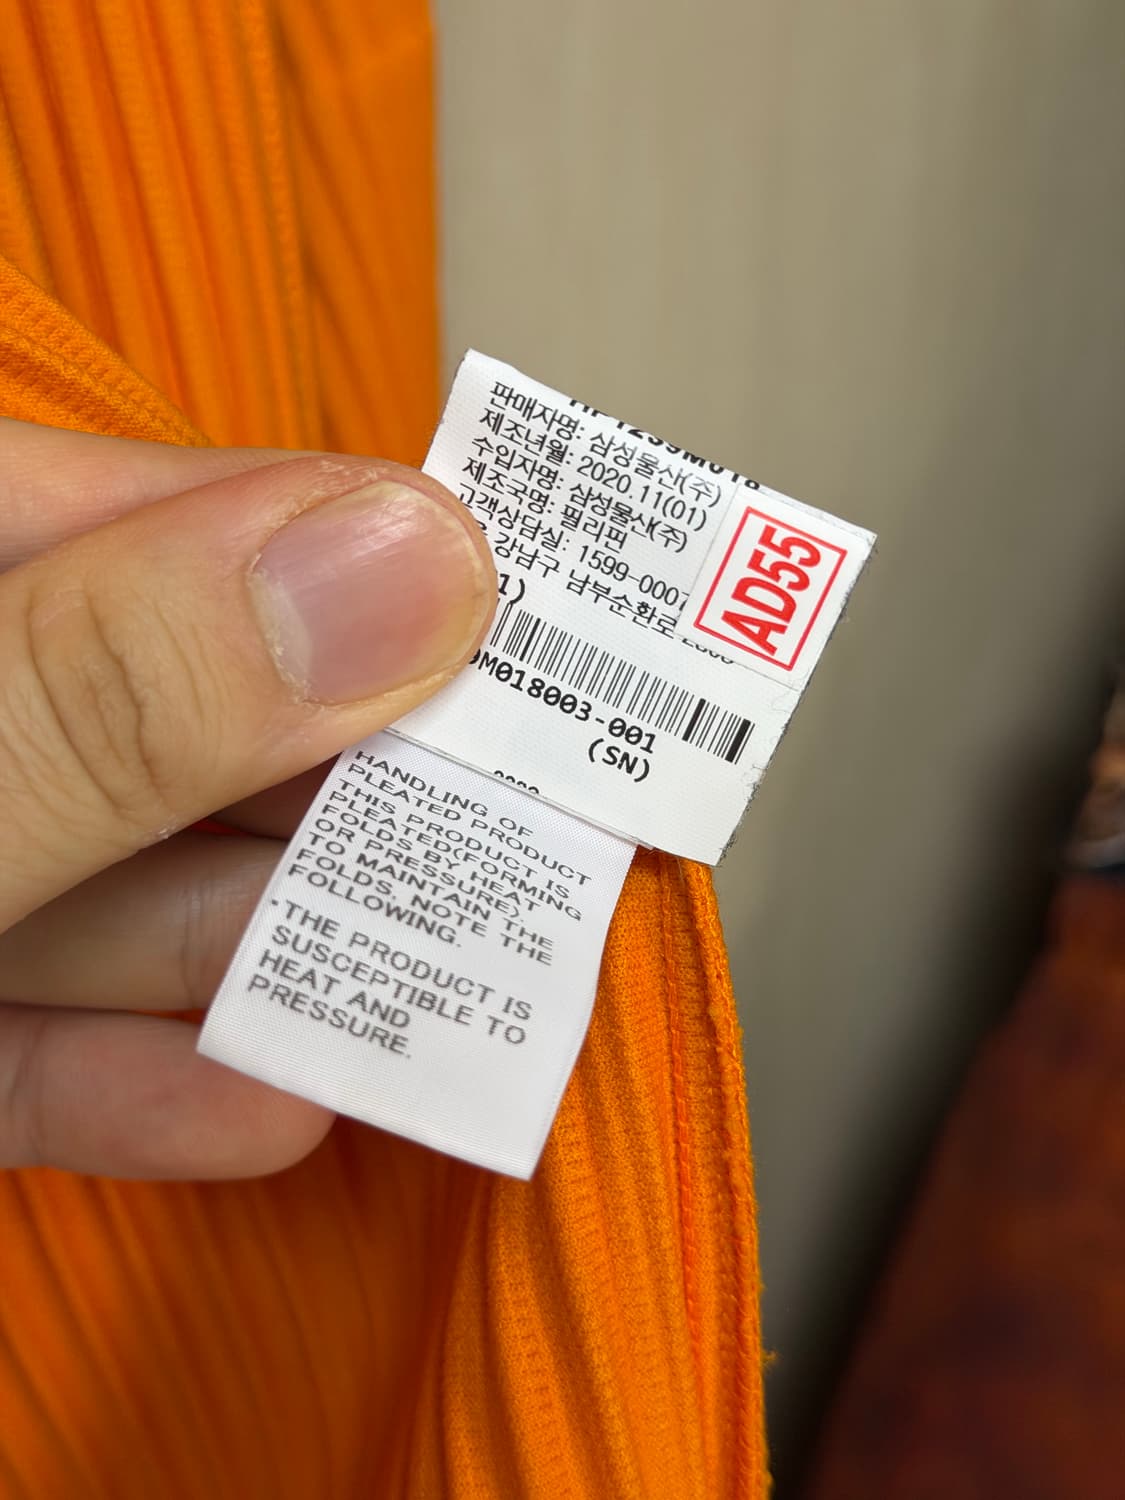 판매자명: 삼성물산(주)
제조년월: 2020.11(01)
수입자명: 삼성물산(주)
제조국명: 필리핀
고객상담실: 1599-0007
강남구 남부순환로
AD55
M018003-001
(SN)
HANDLING OF
PLEATED PRODUCT
THIS PRODUCT IS
PLEATED(FORMING
OR FOLDS BY HEAT
TO PRESSURE).
FOLDS MAINTAIN THE
FOLDS, NOTE THE
FOLLOWING.
•THE PRODUCT IS
SUSCEPTIBLE TO
HEAT AND
PRESSURE.